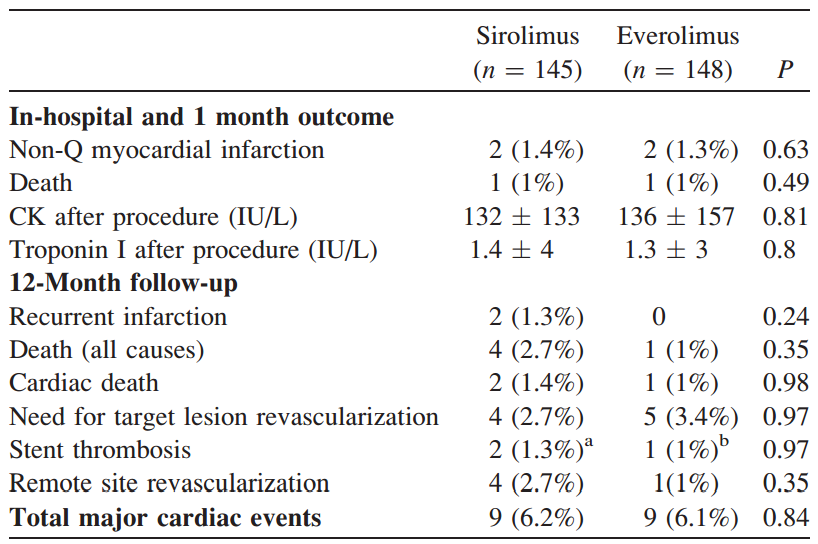 Sirolimus Everolimus
(n = 145) (n = 148) P
In-hospital and 1 month outcome
Non-Q myocardial infarction 2 (1.4%) 2 (1.3%) 0.63
Death 1 (1%) 1 (1%) 0.49
CK after procedure (IU/L) 132 ± 133 136 ± 157 0.81
Troponin I after procedure (IU/L) 1.4 ± 4 1.3 ± 3 0.8
12-Month follow-up
Recurrent infarction 2 (1.3%) 0 0.24
Death (all causes) 4 (2.7%) 1 (1%) 0.35
Cardiac death 2 (1.4%) 1 (1%) 0.98
Need for target lesion revascularization 4 (2.7%) 5 (3.4%) 0.97
Stent thrombosis 2 (1.3%)a 1 (1%)b 0.97
Remote site revascularization 4 (2.7%) 1(1%) 0.35
Total major cardiac events 9 (6.2%) 9 (6.1%) 0.84